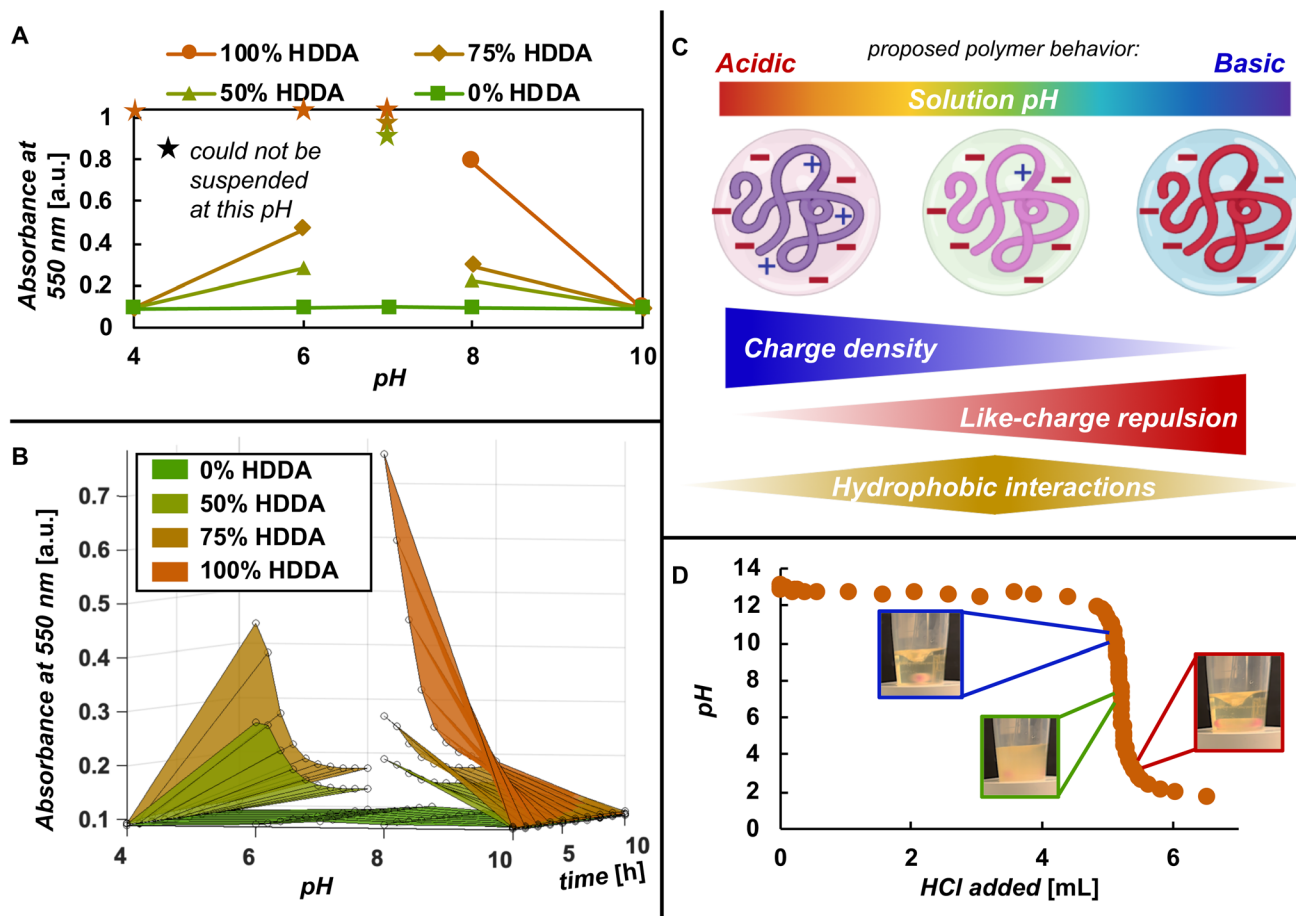 A
100% HDDA
75% HDDA
50% HDDA
0% HDDA
Absorbance at
550 nm [a.u.]
1
0.8
0.6
0.4
0.2
0
★ could not be
suspended
at this pH
4
6
7
8
10
pH
B
0% HDDA
50% HDDA
75% HDDA
100% HDDA
Absorbance at 550 nm [a.u.]
0.7
0.6
0.5
0.4
0.3
0.2
0.1
4
6
8
10
5
10
pH
time [h]
C
proposed polymer behavior:
Acidic
Basic
Solution pH
+
+
+
+
Charge density
Like-charge repulsion
Hydrophobic interactions
D
pH
14
12
10
8
6
4
2
0
0
2
4
6
HCl added [mL]